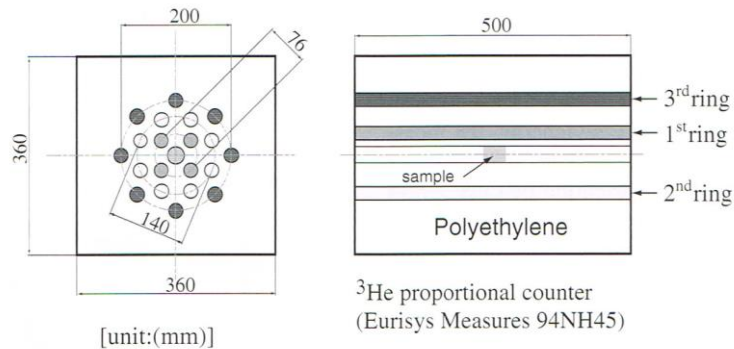 200
76
360
140
360
[unit:(mm)]
500
3rd ring
1st ring
sample
2nd ring
Polyethylene
3He proportional counter
(Eurisys Measures 94NH45)